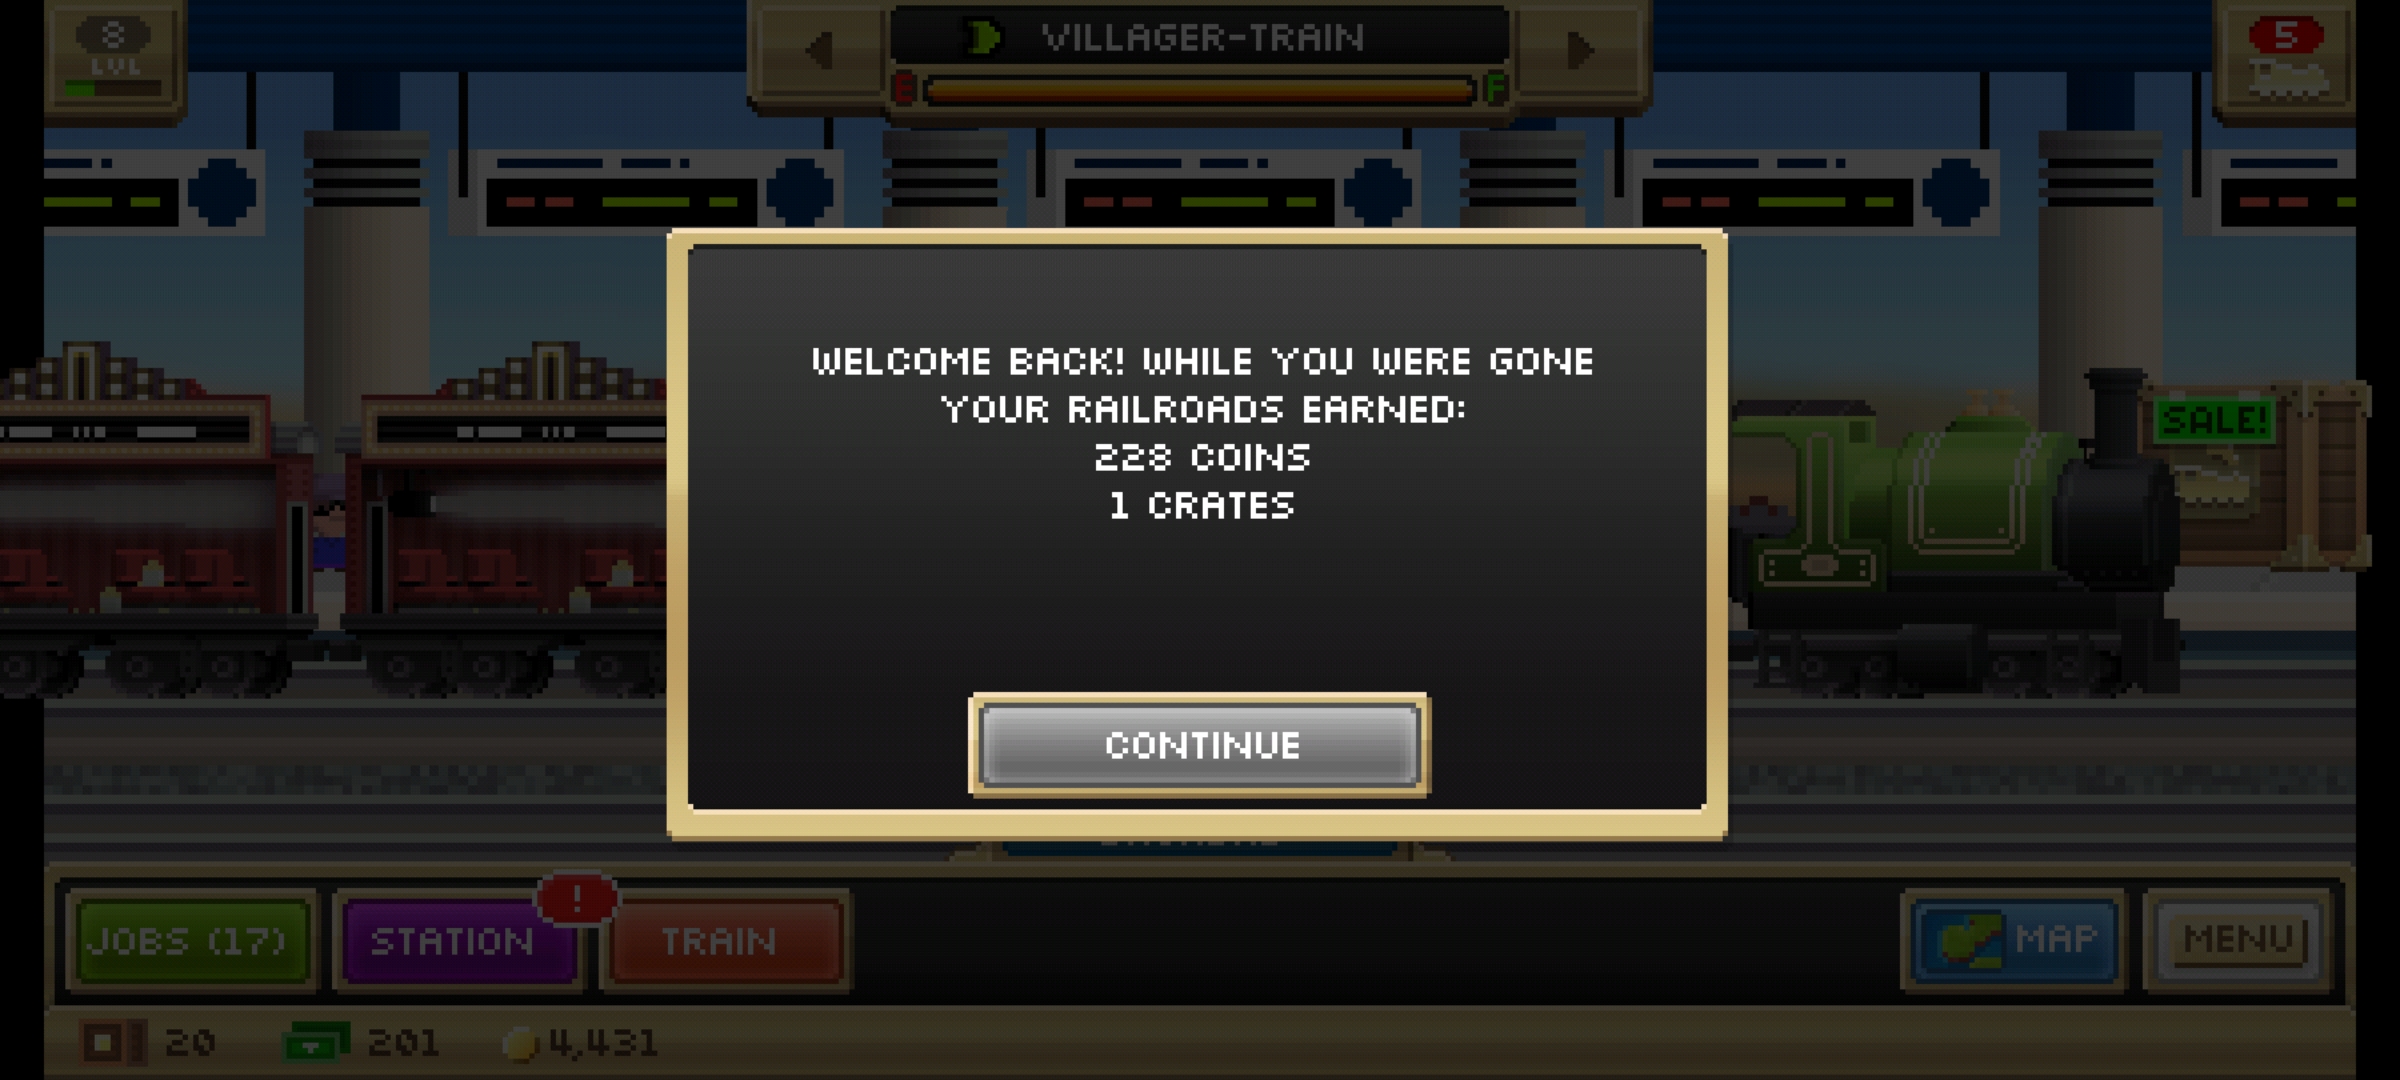 8
LVL
VILLAGER-TRAIN
E
F
5
SALE!
WELCOME BACK! WHILE YOU WERE GONE
YOUR RAILROADS EARNED:
228 COINS
1 CRATES
CONTINUE
JOBS (17)
STATION
!
TRAIN
MAP
MENU
20
201
4,431